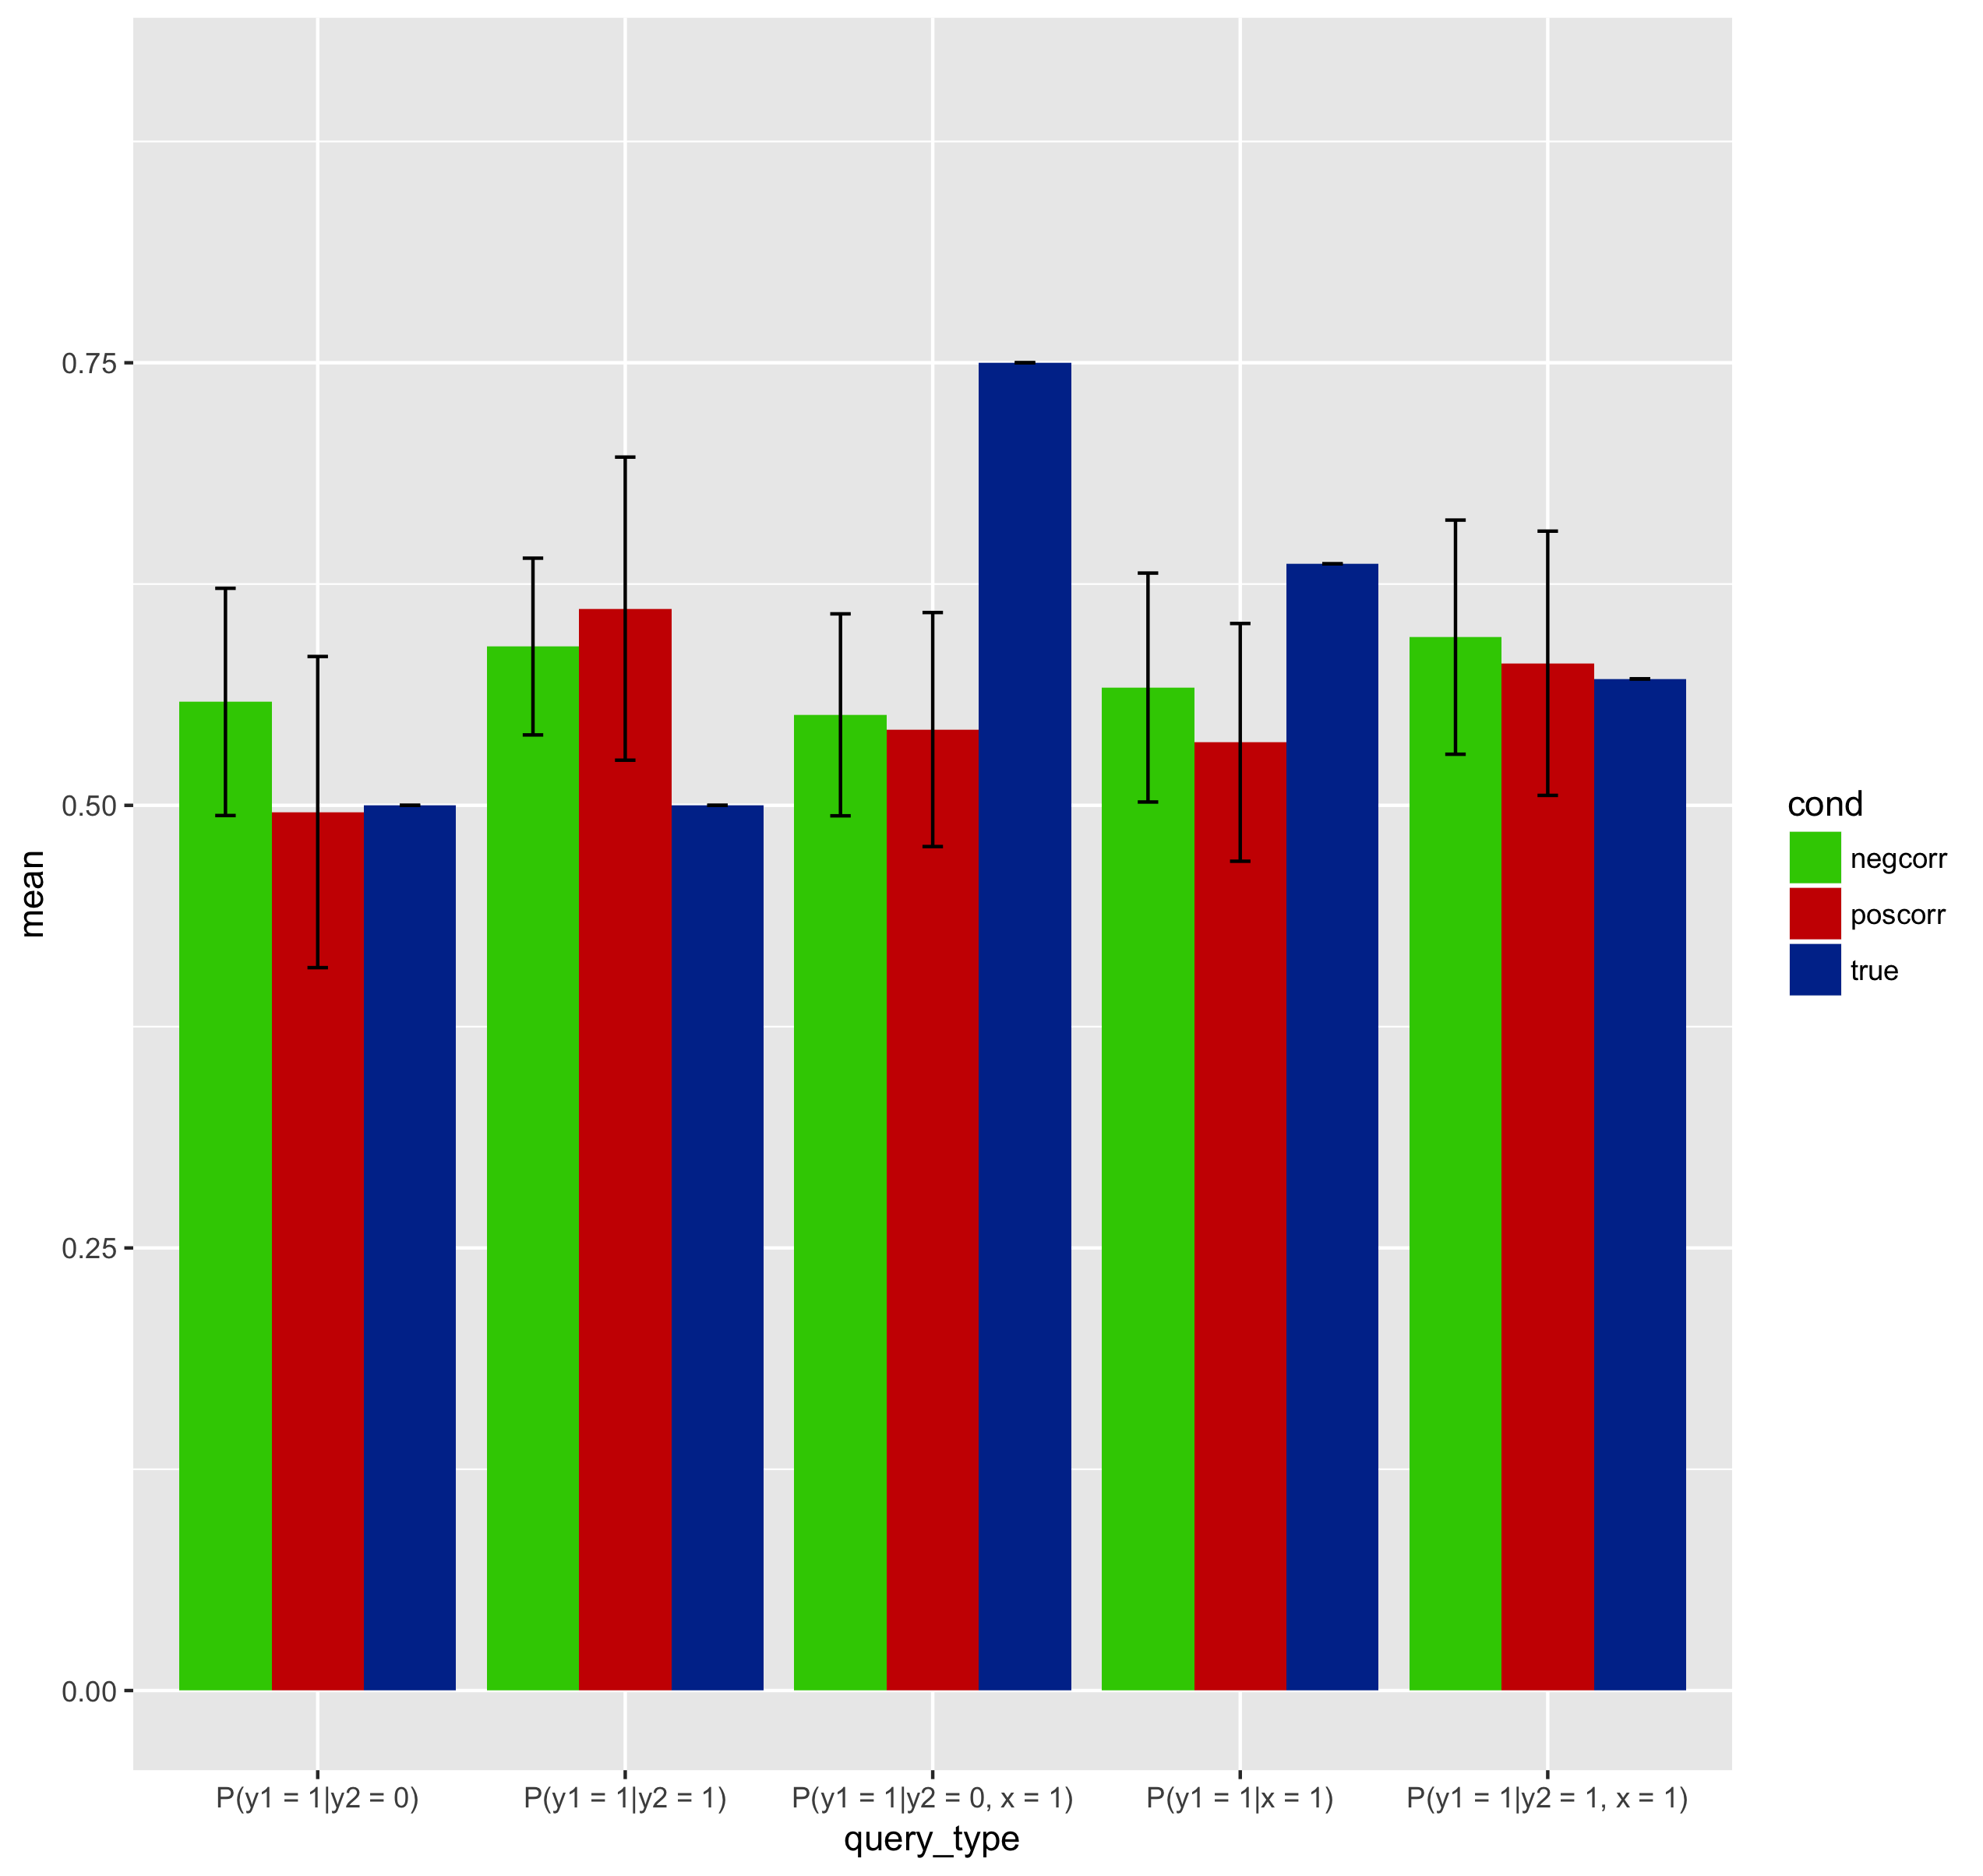 0.75
0.50
0.25
0.00
mean
P(y1 = 1|y2 = 0)
P(y1 = 1|y2 = 1)
P(y1 = 1|y2 = 0, x = 1)
P(y1 = 1|x = 1)
P(y1 = 1|y2 = 1, x = 1)
query_type
cond
negcorr
poscorr
true